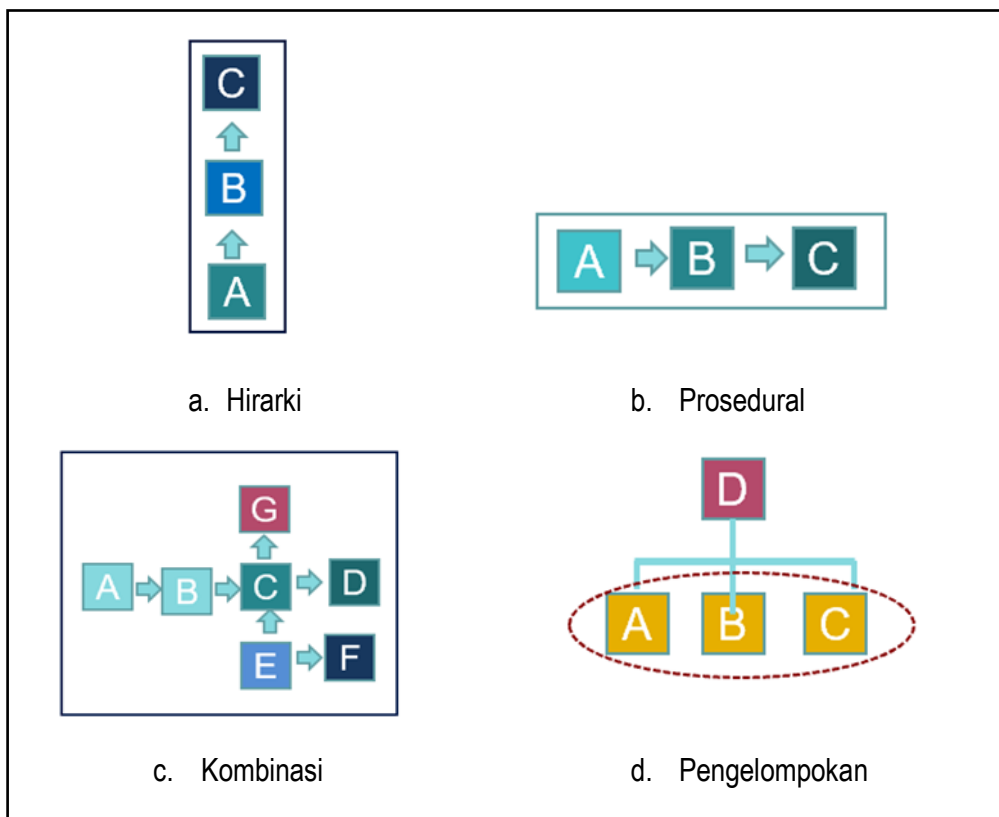 C
B
A
A B C
a. Hirarki
b. Prosedural
G
A B C D
E F
D
A B C
c. Kombinasi
d. Pengelompokan